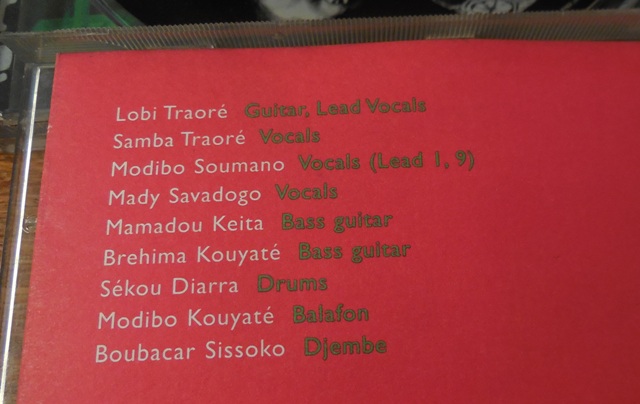 Lobi Traoré Guitar, Lead Vocals
Samba Traoré Vocals
Modibo Soumano Vocals (Lead 1, 9)
Mady Savadogo Vocals
Mamadou Keita Bass guitar
Brehima Kouyaté Bass guitar
Sékou Diarra Drums
Modibo Kouyaté Balafon
Boubacar Sissoko Djembe